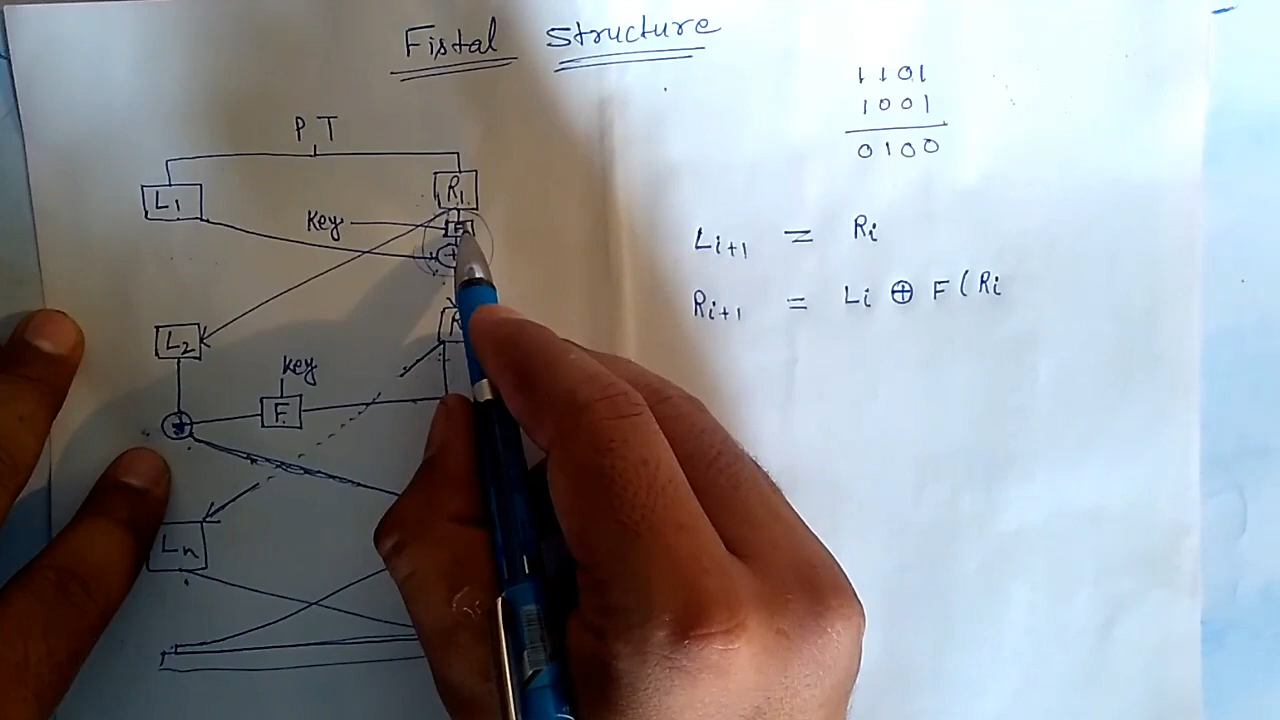 Fistal Structure
1101
1001
0100
P T
L1 R1
Key F
+
L2
Key
F
+
Ln
Li+1 = Ri
Ri+1 = Li ⊕ F(Ri